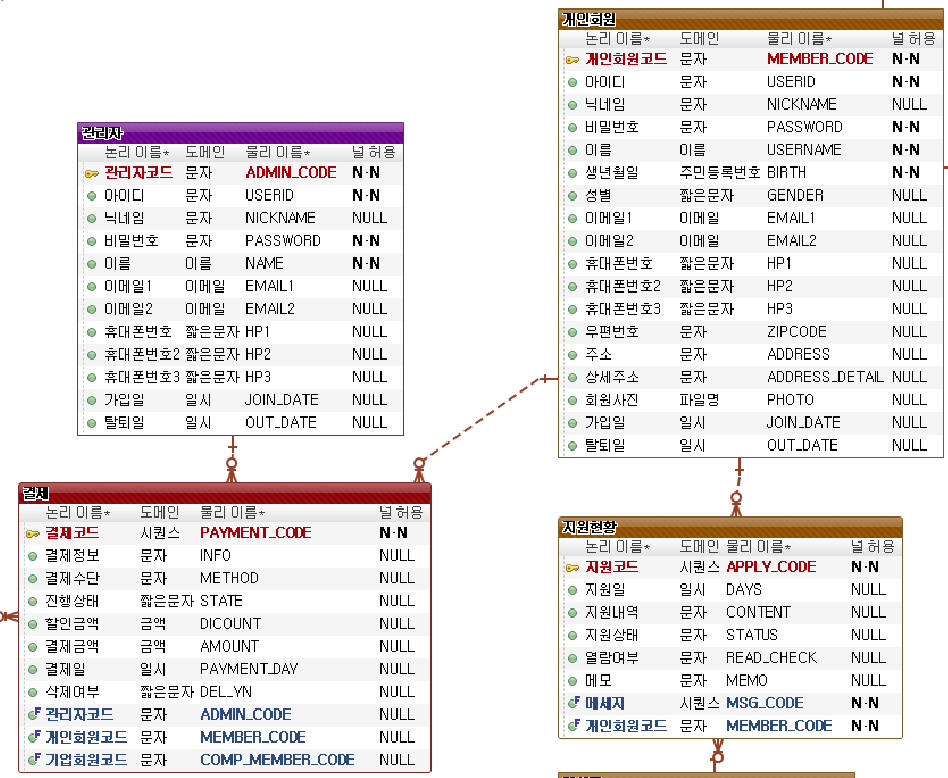 관리자
논리 이름* 도메인 물리 이름* 널 허용
관리자코드 문자 ADMIN_CODE N-N
아이디 문자 USERID N-N
닉네임 문자 NICKNAME NULL
비밀번호 문자 PASSWORD N-N
이름 이름 NAME N-N
이메일1 이메일 EMAIL1 NULL
이메일2 이메일 EMAIL2 NULL
휴대폰번호 짧은문자 HP1 NULL
휴대폰번호2 짧은문자 HP2 NULL
휴대폰번호3 짧은문자 HP3 NULL
가입일 일시 JOIN_DATE NULL
탈퇴일 일시 OUT_DATE NULL
결제
논리 이름* 도메인 물리 이름* 널 허용
결제코드 시퀀스 PAYMENT_CODE N-N
결제정보 문자 INFO NULL
결제수단 문자 METHOD NULL
진행상태 짧은문자 STATE NULL
할인금액 금액 DICOUNT NULL
결제금액 금액 AMOUNT NULL
결제일 일시 PAYMENT_DAY NULL
삭제여부 짧은문자 DEL_YN NULL
관리자코드 문자 ADMIN_CODE NULL
개인회원코드 문자 MEMBER_CODE NULL
기업회원코드 문자 COMP_MEMBER_CODE NULL
개인회원
논리 이름* 도메인 물리 이름* 널 허용
개인회원코드 문자 MEMBER_CODE N-N
아이디 문자 USERID N-N
닉네임 문자 NICKNAME NULL
비밀번호 문자 PASSWORD N-N
이름 이름 USERNAME N-N
생년월일 주민등록번호 BIRTH N-N
성별 짧은문자 GENDER NULL
이메일1 이메일 EMAIL1 NULL
이메일2 이메일 EMAIL2 NULL
휴대폰번호 짧은문자 HP1 NULL
휴대폰번호2 짧은문자 HP2 NULL
휴대폰번호3 짧은문자 HP3 NULL
우편번호 문자 ZIPCODE NULL
주소 문자 ADDRESS NULL
상세주소 문자 ADDRESS_DETAIL NULL
회원사진 파일명 PHOTO NULL
가입일 일시 JOIN_DATE NULL
탈퇴일 일시 OUT_DATE NULL
지원현황
논리 이름* 도메인 물리 이름* 널 허용
지원코드 시퀀스 APPLY_CODE N-N
지원일 일시 DAYS NULL
지원내역 문자 CONTENT NULL
지원상태 문자 STATUS NULL
열람여부 문자 READ_CHECK NULL
메모 문자 MEMO NULL
메세지 시퀀스 MSG_CODE N-N
개인회원코드 문자 MEMBER_CODE N-N